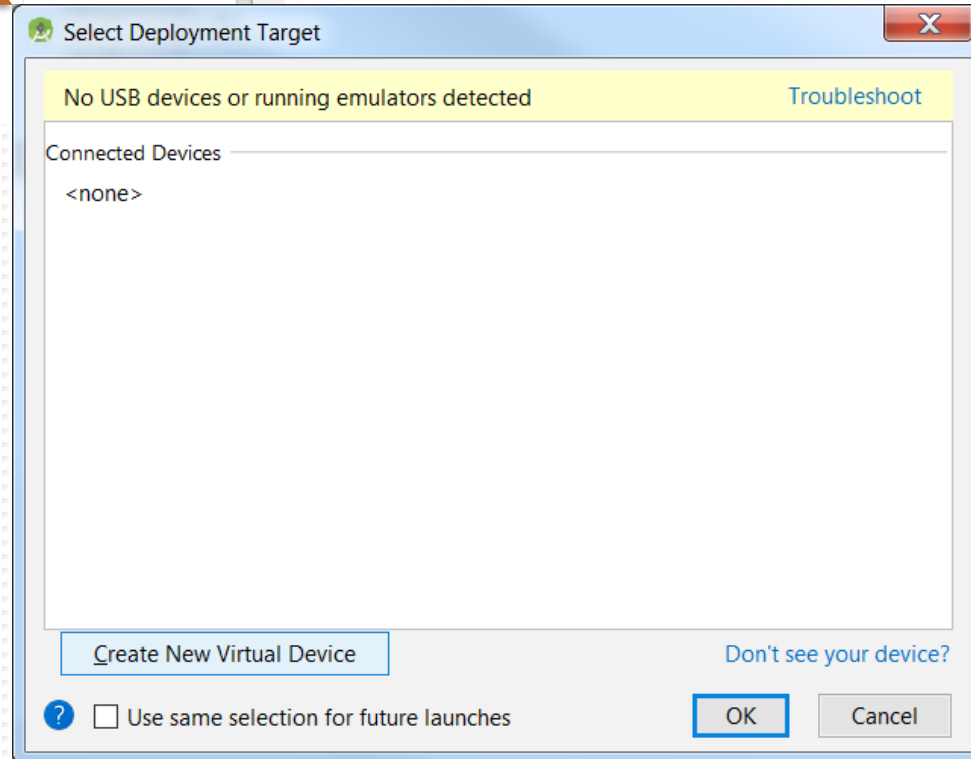 Select Deployment Target
X
No USB devices or running emulators detected Troubleshoot
Connected Devices
<none>
Create New Virtual Device Don't see your device?
? Use same selection for future launches OK Cancel